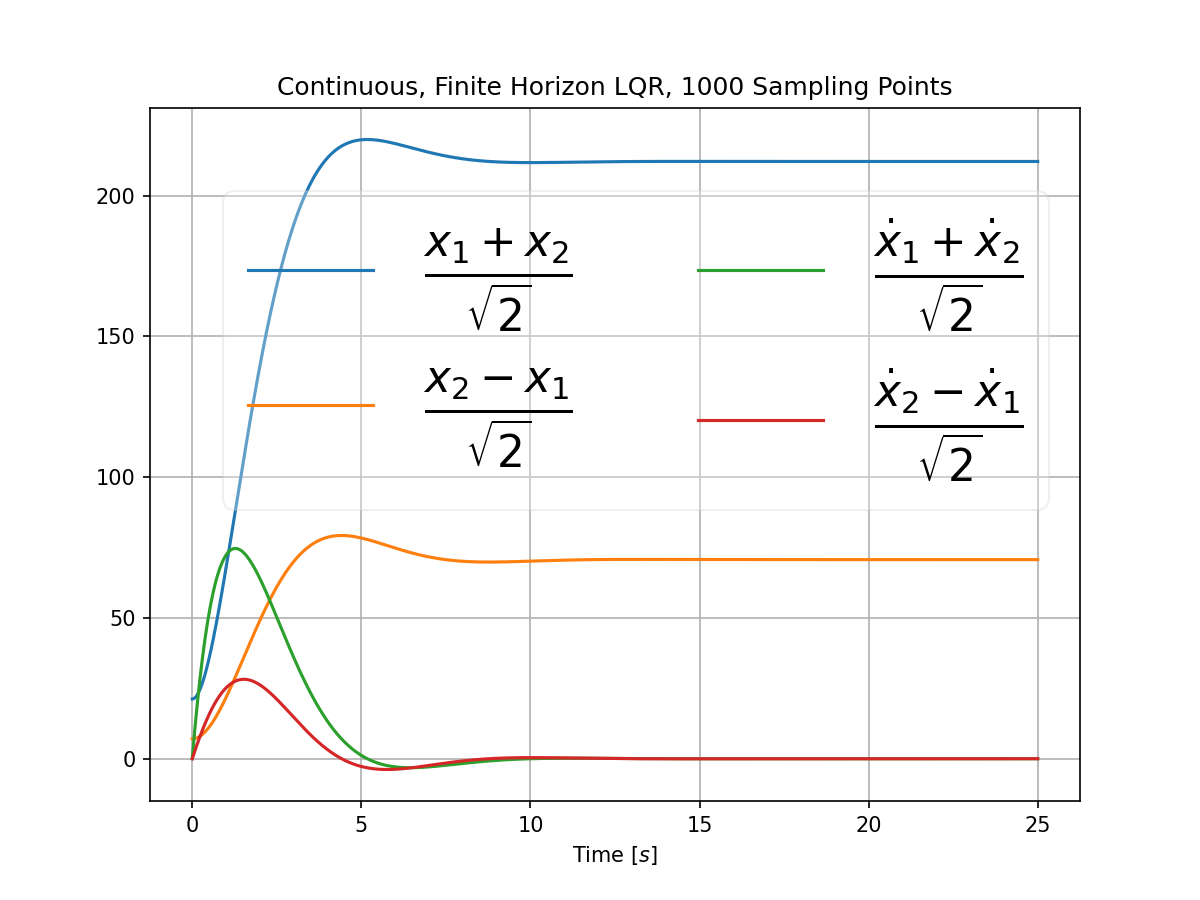 Continuous, Finite Horizon LQR, 1000 Sampling Points
200
150
100
50
0
x₁ + x₂
√2
x₂ − x₁
√2
ẋ₁ + ẋ₂
√2
ẋ₂ − ẋ₁
√2
0 5 10 15 20 25
Time [s]